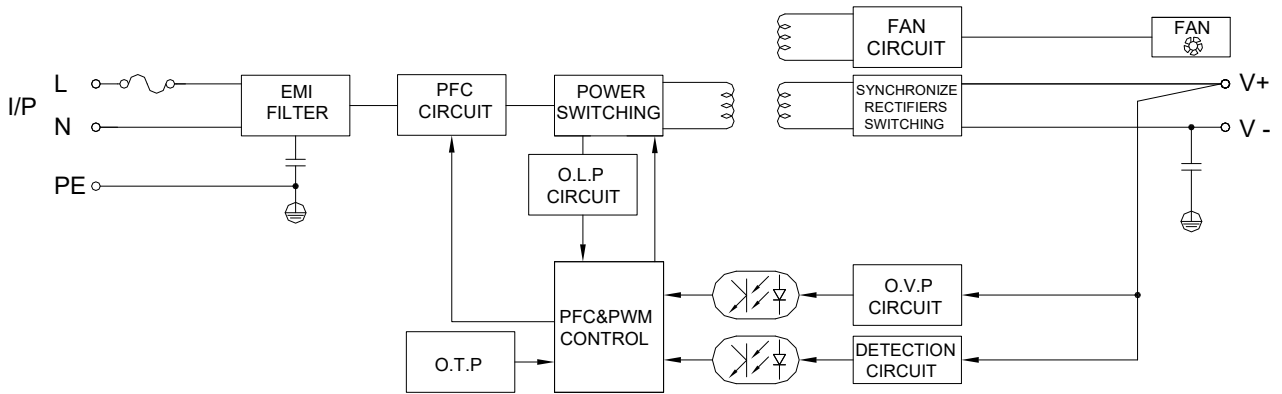 FAN
CIRCUIT
FAN
I/P
L
N
PE
EMI
FILTER
PFC
CIRCUIT
POWER
SWITCHING
SYNCHRONIZE
RECTIFIERS
SWITCHING
V+
V -
O.L.P
CIRCUIT
PFC&PWM
CONTROL
O.V.P
CIRCUIT
O.T.P
DETECTION
CIRCUIT